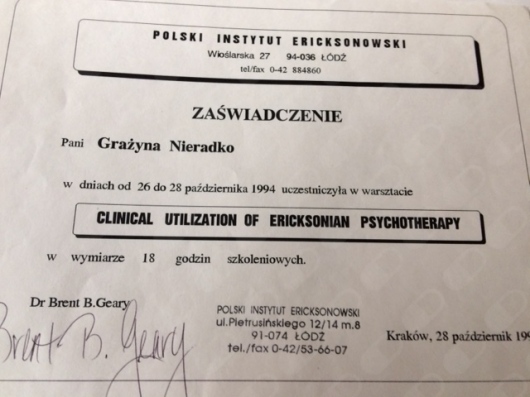 POLSKI INSTYTUT ERICKSONOWSKI
Wioślarska 27 94-036 ŁÓDŹ
tel/fax 0-42 884860
ZAŚWIADCZENIE
Pani Grażyna Nieradko
w dniach od 26 do 28 października 1994 uczestniczyła w warsztacie
CLINICAL UTILIZATION OF ERICKSONIAN PSYCHOTHERAPY
w wymiarze 18 godzin szkoleniowych.
Dr Brent B.Geary
Brent B. Geary
POLSKI INSTYTUT ERICKSONOWSKI
ul.Pietrusińskiego 12/14 m.8
91-074 ŁÓDŹ
tel./fax 0-42/53-66-07
Kraków, 28 październik